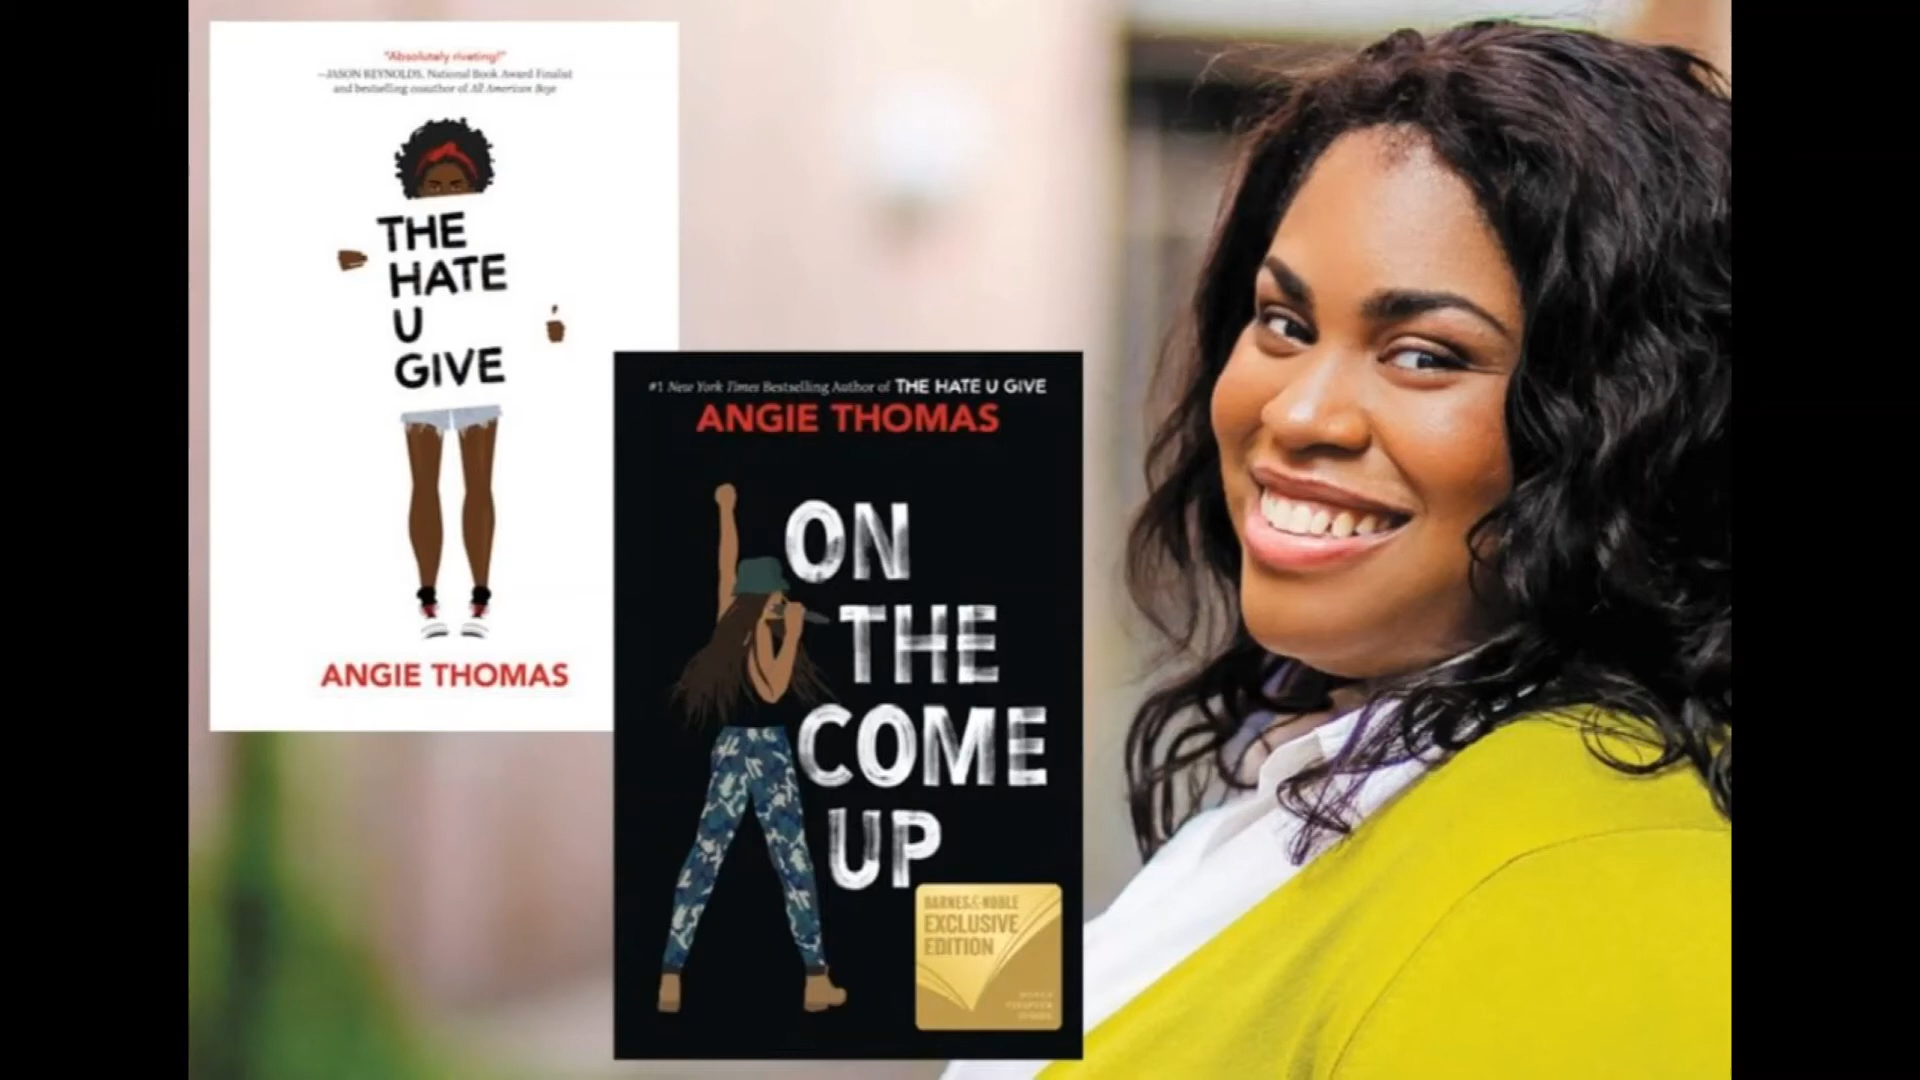 "Absolutely riveting!"
—JASON REYNOLDS, National Book Award Finalist
and bestselling coauthor of All American Boys
THE
HATE
U
GIVE
ANGIE THOMAS
#1 New York Times Bestselling Author of THE HATE U GIVE
ANGIE THOMAS
ON
THE
COME
UP
BARNES & NOBLE
EXCLUSIVE
EDITION